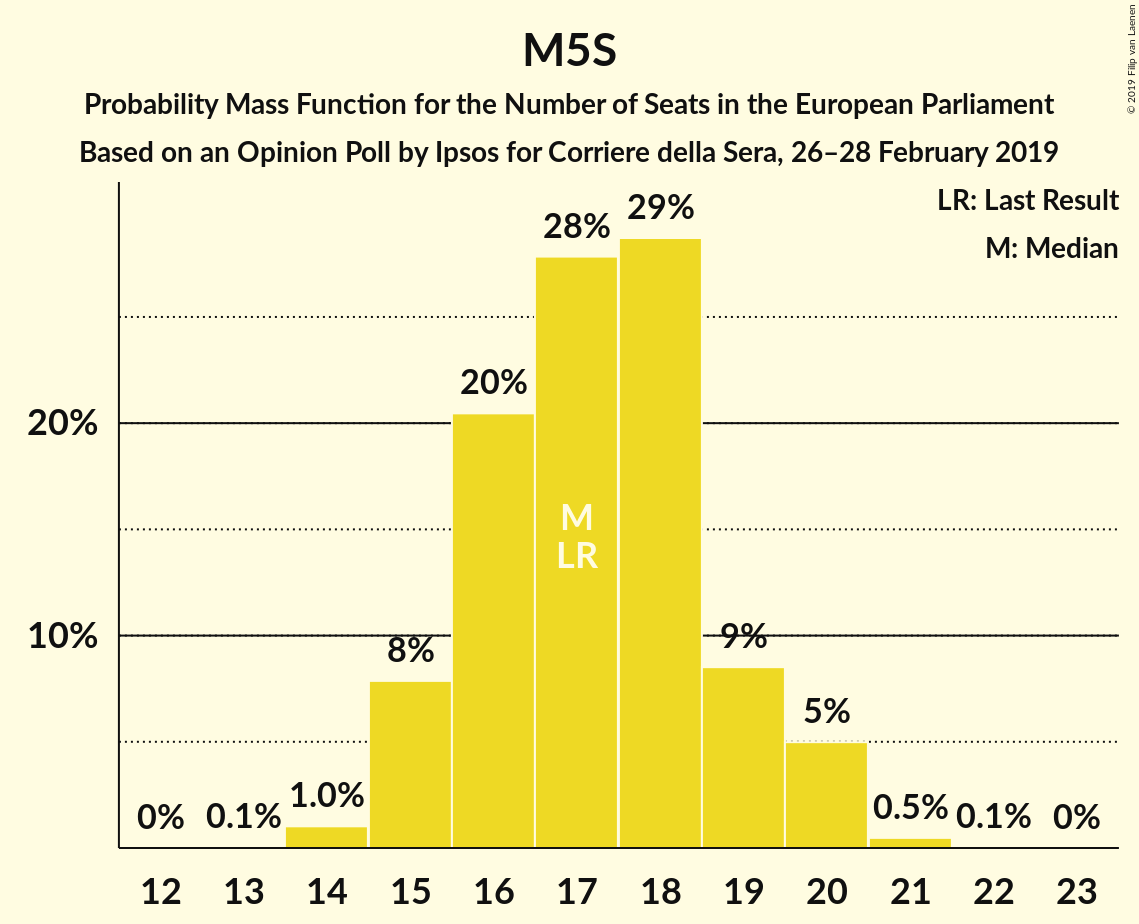 M5S
Probability Mass Function for the Number of Seats in the European Parliament
Based on an Opinion Poll by Ipsos for Corriere della Sera, 26–28 February 2019
© 2019 Filip van Laenen
LR: Last Result
M: Median
29%
28%
20%
20%
M
LR
10%
8%
9%
5%
0%
0.1%
1.0%
0.5%
0.1%
0%
12 13 14 15 16 17 18 19 20 21 22 23